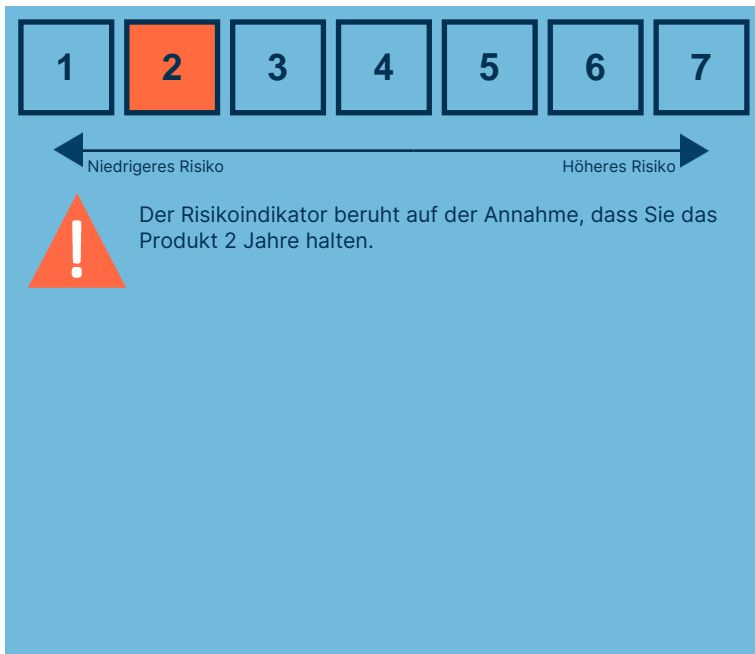 1 2 3 4 5 6 7
Niedrigeres Risiko Höheres Risiko
Der Risikoindikator beruht auf der Annahme, dass Sie das
Produkt 2 Jahre halten.